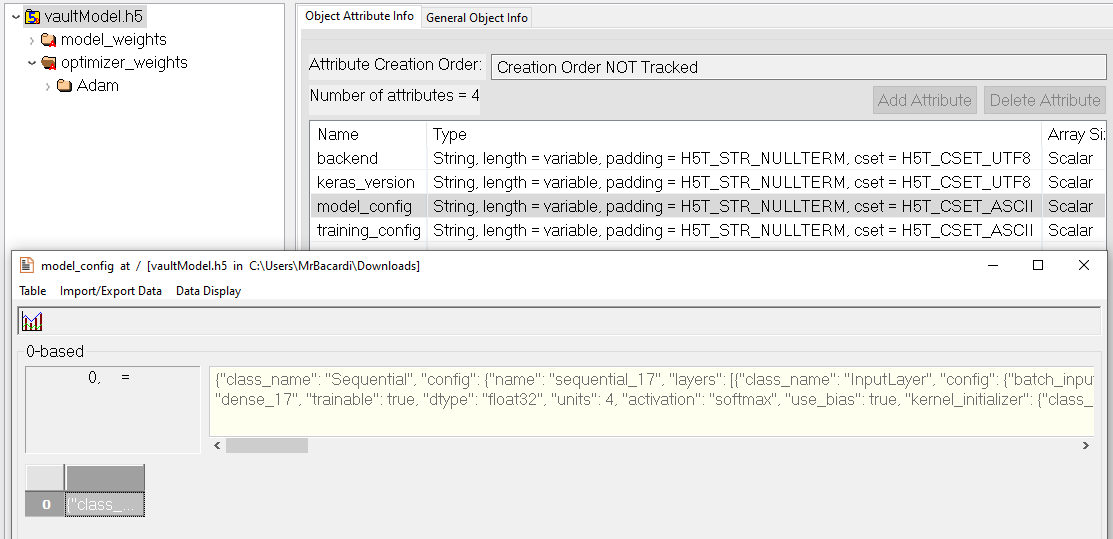 vaultModel.h5
model_weights
optimizer_weights
Adam
Object Attribute Info General Object Info
Attribute Creation Order: Creation Order NOT Tracked
Number of attributes = 4 Add Attribute Delete Attribute
Name Type Array Siz
backend String, length = variable, padding = H5T_STR_NULLTERM, cset = H5T_CSET_UTF8 Scalar
keras_version String, length = variable, padding = H5T_STR_NULLTERM, cset = H5T_CSET_UTF8 Scalar
model_config String, length = variable, padding = H5T_STR_NULLTERM, cset = H5T_CSET_ASCII Scalar
training_config String, length = variable, padding = H5T_STR_NULLTERM, cset = H5T_CSET_ASCII Scalar
model_config at / [vaultModel.h5 in C:\Users\MrBacardi\Downloads]
Table Import/Export Data Data Display
0-based
0, =
{"class_name": "Sequential", "config": {"name": "sequential_17", "layers": [{"class_name": "InputLayer", "config": {"batch_input
"dense_17", "trainable": true, "dtype": "float32", "units": 4, "activation": "softmax", "use_bias": true, "kernel_initializer": {"class_
0 {"class_...